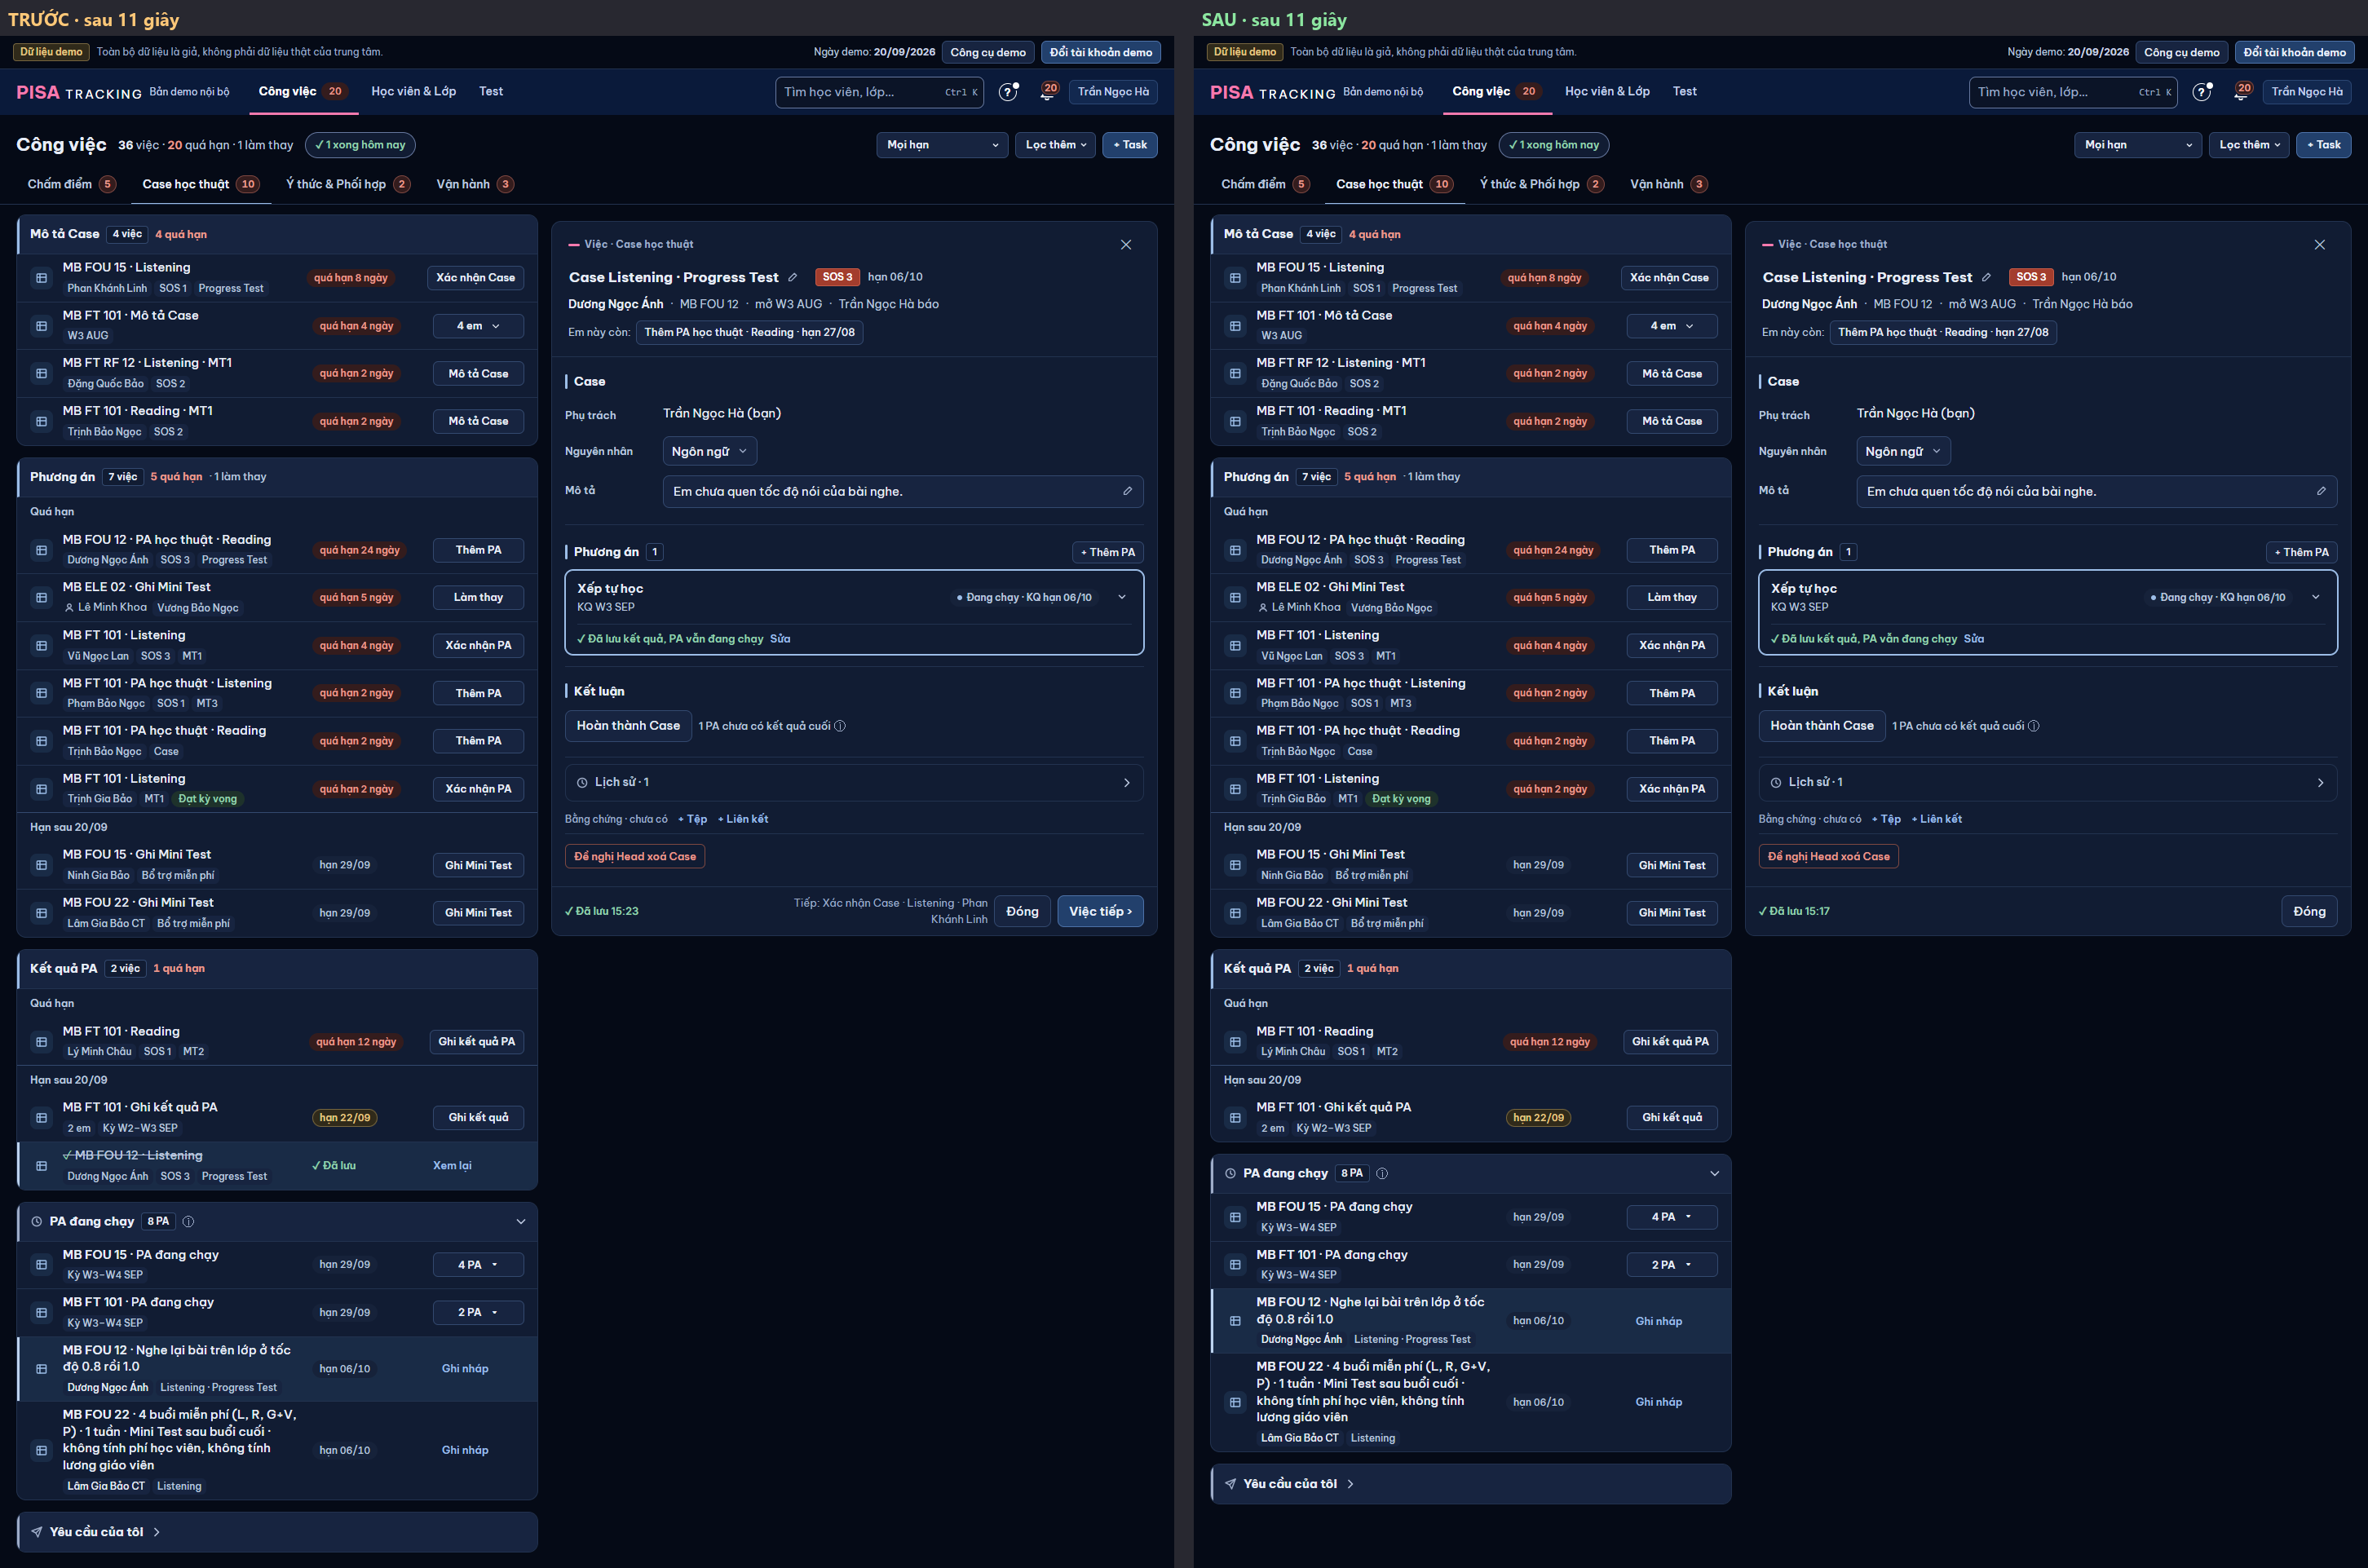 TRƯỚC · sau 11 giây
Dữ liệu demo Toàn bộ dữ liệu là giả, không phải dữ liệu thật của trung tâm. Ngày demo: 20/09/2026 Công cụ demo Đổi tài khoản demo
PISA TRACKING Bản demo nội bộ Công việc 20 Học viên & Lớp Test Tìm học viên, lớp... Ctrl K ? 20 Trần Ngọc Hà
Công việc 36 việc · 20 quá hạn · 1 làm thay ✓ 1 xong hôm nay Mọi hạn Lọc thêm + Task
Chấm điểm 5 Case học thuật 10 Ý thức & Phối hợp 2 Vận hành 3
Mô tả Case 4 việc 4 quá hạn
MB FOU 15 · Listening
Phan Khánh Linh SOS 1 Progress Test
quá hạn 8 ngày Xác nhận Case
MB FT 101 · Mô tả Case
W3 AUG
quá hạn 4 ngày 4 em
MB FT RF 12 · Listening · MT1
Đặng Quốc Bảo SOS 2
quá hạn 2 ngày Mô tả Case
MB FT 101 · Reading · MT1
Trịnh Bảo Ngọc SOS 2
quá hạn 2 ngày Mô tả Case
Phương án 7 việc 5 quá hạn · 1 làm thay
Quá hạn
MB FOU 12 · PA học thuật · Reading
Dương Ngọc Ánh SOS 3 Progress Test
quá hạn 24 ngày Thêm PA
MB ELE 02 · Ghi Mini Test
Lê Minh Khoa Vương Bảo Ngọc
quá hạn 5 ngày Làm thay
MB FT 101 · Listening
Vũ Ngọc Lan SOS 3 MT1
quá hạn 4 ngày Xác nhận PA
MB FT 101 · PA học thuật · Listening
Phạm Bảo Ngọc SOS 1 MT3
quá hạn 2 ngày Thêm PA
MB FT 101 · PA học thuật · Reading
Trịnh Bảo Ngọc Case
quá hạn 2 ngày Thêm PA
MB FT 101 · Listening
Trịnh Gia Bảo MT1 Đạt kỳ vọng
quá hạn 2 ngày Xác nhận PA
Hạn sau 20/09
MB FOU 15 · Ghi Mini Test
Ninh Gia Bảo Bổ trợ miễn phí
hạn 29/09 Ghi Mini Test
MB FOU 22 · Ghi Mini Test
Lâm Gia Bảo CT Bổ trợ miễn phí
hạn 29/09 Ghi Mini Test
Kết quả PA 2 việc 1 quá hạn
Quá hạn
MB FT 101 · Reading
Lý Minh Châu SOS 1 MT2
quá hạn 12 ngày Ghi kết quả PA
Hạn sau 20/09
MB FT 101 · Ghi kết quả PA
2 em Kỳ W2–W3 SEP
hạn 22/09 Ghi kết quả
✓ MB FOU 12 · Listening
Dương Ngọc Ánh SOS 3 Progress Test
✓ Đã lưu Xem lại
PA đang chạy 8 PA
MB FOU 15 · PA đang chạy
Kỳ W3–W4 SEP
hạn 29/09 4 PA
MB FT 101 · PA đang chạy
Kỳ W3–W4 SEP
hạn 29/09 2 PA
MB FOU 12 · Nghe lại bài trên lớp ở tốc
độ 0.8 rồi 1.0
Dương Ngọc Ánh Listening · Progress Test
hạn 06/10 Ghi nháp
MB FOU 22 · 4 buổi miễn phí (L, R, G+V,
P) · 1 tuần · Mini Test sau buổi cuối ·
không tính phí học viên, không tính
lương giáo viên
Lâm Gia Bảo CT Listening
hạn 06/10 Ghi nháp
Yêu cầu của tôi
Việc · Case học thuật
Case Listening · Progress Test SOS 3 hạn 06/10
Dương Ngọc Ánh · MB FOU 12 · mở W3 AUG · Trần Ngọc Hà báo
Em này còn: Thêm PA học thuật · Reading · hạn 27/08
Case
Phụ trách Trần Ngọc Hà (bạn)
Nguyên nhân Ngôn ngữ
Mô tả Em chưa quen tốc độ nói của bài nghe.
Phương án 1 + Thêm PA
Xếp tự học
KQ W3 SEP
Đang chạy · KQ hạn 06/10
✓ Đã lưu kết quả, PA vẫn đang chạy Sửa
Kết luận
Hoàn thành Case 1 PA chưa có kết quả cuối
Lịch sử · 1
Bằng chứng · chưa có + Tệp + Liên kết
Đề nghị Head xoá Case
✓ Đã lưu 15:23 Tiếp: Xác nhận Case · Listening · Phan
Khánh Linh
Đóng Việc tiếp ›
SAU · sau 11 giây
Dữ liệu demo Toàn bộ dữ liệu là giả, không phải dữ liệu thật của trung tâm. Ngày demo: 20/09/2026 Công cụ demo Đổi tài khoản demo
PISA TRACKING Bản demo nội bộ Công việc 20 Học viên & Lớp Test Tìm học viên, lớp... Ctrl K ? 20 Trần Ngọc Hà
Công việc 36 việc · 20 quá hạn · 1 làm thay ✓ 1 xong hôm nay Mọi hạn Lọc thêm + Task
Chấm điểm 5 Case học thuật 10 Ý thức & Phối hợp 2 Vận hành 3
Mô tả Case 4 việc 4 quá hạn
MB FOU 15 · Listening
Phan Khánh Linh SOS 1 Progress Test
quá hạn 8 ngày Xác nhận Case
MB FT 101 · Mô tả Case
W3 AUG
quá hạn 4 ngày 4 em
MB FT RF 12 · Listening · MT1
Đặng Quốc Bảo SOS 2
quá hạn 2 ngày Mô tả Case
MB FT 101 · Reading · MT1
Trịnh Bảo Ngọc SOS 2
quá hạn 2 ngày Mô tả Case
Phương án 7 việc 5 quá hạn · 1 làm thay
Quá hạn
MB FOU 12 · PA học thuật · Reading
Dương Ngọc Ánh SOS 3 Progress Test
quá hạn 24 ngày Thêm PA
MB ELE 02 · Ghi Mini Test
Lê Minh Khoa Vương Bảo Ngọc
quá hạn 5 ngày Làm thay
MB FT 101 · Listening
Vũ Ngọc Lan SOS 3 MT1
quá hạn 4 ngày Xác nhận PA
MB FT 101 · PA học thuật · Listening
Phạm Bảo Ngọc SOS 1 MT3
quá hạn 2 ngày Thêm PA
MB FT 101 · PA học thuật · Reading
Trịnh Bảo Ngọc Case
quá hạn 2 ngày Thêm PA
MB FT 101 · Listening
Trịnh Gia Bảo MT1 Đạt kỳ vọng
quá hạn 2 ngày Xác nhận PA
Hạn sau 20/09
MB FOU 15 · Ghi Mini Test
Ninh Gia Bảo Bổ trợ miễn phí
hạn 29/09 Ghi Mini Test
MB FOU 22 · Ghi Mini Test
Lâm Gia Bảo CT Bổ trợ miễn phí
hạn 29/09 Ghi Mini Test
Kết quả PA 2 việc 1 quá hạn
Quá hạn
MB FT 101 · Reading
Lý Minh Châu SOS 1 MT2
quá hạn 12 ngày Ghi kết quả PA
Hạn sau 20/09
MB FT 101 · Ghi kết quả PA
2 em Kỳ W2–W3 SEP
hạn 22/09 Ghi kết quả
PA đang chạy 8 PA
MB FOU 15 · PA đang chạy
Kỳ W3–W4 SEP
hạn 29/09 4 PA
MB FT 101 · PA đang chạy
Kỳ W3–W4 SEP
hạn 29/09 2 PA
MB FOU 12 · Nghe lại bài trên lớp ở tốc
độ 0.8 rồi 1.0
Dương Ngọc Ánh Listening · Progress Test
hạn 06/10 Ghi nháp
MB FOU 22 · 4 buổi miễn phí (L, R, G+V,
P) · 1 tuần · Mini Test sau buổi cuối ·
không tính phí học viên, không tính
lương giáo viên
Lâm Gia Bảo CT Listening
hạn 06/10 Ghi nháp
Yêu cầu của tôi
Việc · Case học thuật
Case Listening · Progress Test SOS 3 hạn 06/10
Dương Ngọc Ánh · MB FOU 12 · mở W3 AUG · Trần Ngọc Hà báo
Em này còn: Thêm PA học thuật · Reading · hạn 27/08
Case
Phụ trách Trần Ngọc Hà (bạn)
Nguyên nhân Ngôn ngữ
Mô tả Em chưa quen tốc độ nói của bài nghe.
Phương án 1 + Thêm PA
Xếp tự học
KQ W3 SEP
Đang chạy · KQ hạn 06/10
✓ Đã lưu kết quả, PA vẫn đang chạy Sửa
Kết luận
Hoàn thành Case 1 PA chưa có kết quả cuối
Lịch sử · 1
Bằng chứng · chưa có + Tệp + Liên kết
Đề nghị Head xoá Case
✓ Đã lưu 15:17 Đóng